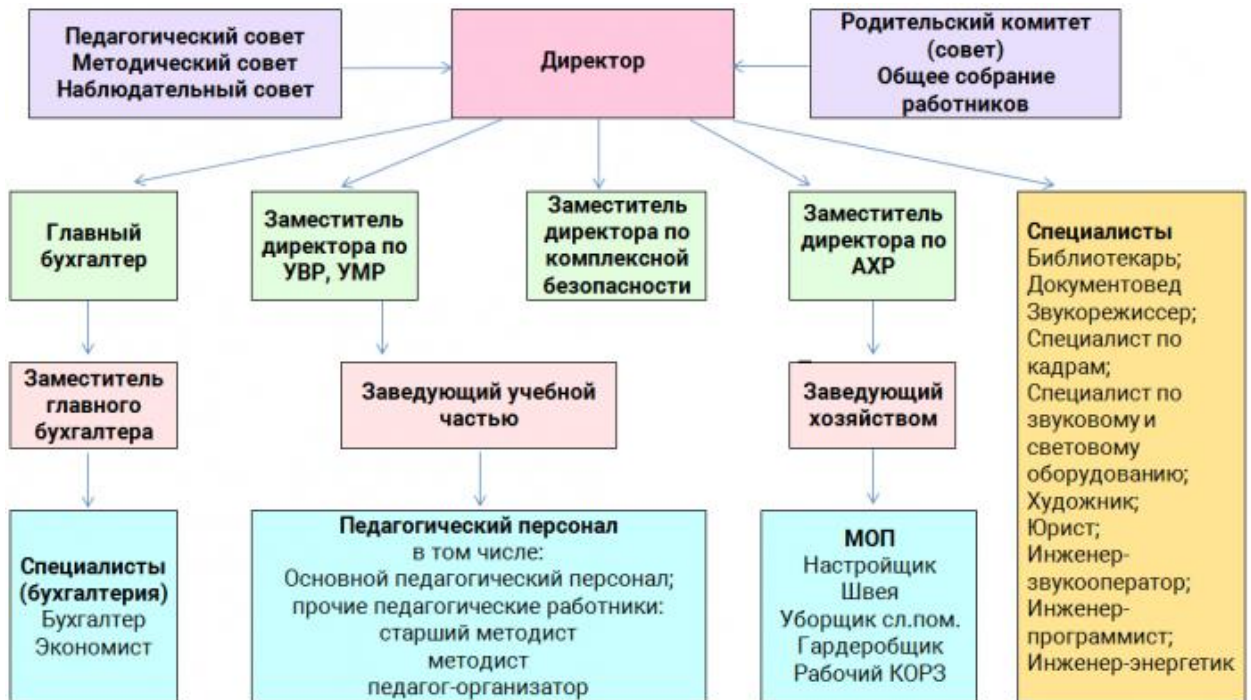 Педагогический совет
Методический совет
Наблюдательный совет
Директор
Родительский комитет
(совет)
Общее собрание
работников
Главный
бухгалтер
Заместитель
директора по
УВР, УМР
Заместитель
директора по
комплексной
безопасности
Заместитель
директора по
АХР
Специалисты
Библиотекарь;
Документовед
Звукорежиссер;
Специалист по
кадрам;
Специалист по
звуковому и
световому
оборудованию;
Художник;
Юрист;
Инженер-
звукооператор;
Инженер-
программист;
Инженер-энергетик
Заместитель
главного
бухгалтера
Заведующий учебной
частью
Заведующий
хозяйством
Специалисты
(бухгалтерия)
Бухгалтер
Экономист
Педагогический персонал
в том числе:
Основной педагогический персонал;
прочие педагогические работники:
старший методист
методист
педагог-организатор
МОП
Настройщик
Швея
Уборщик сл.пом.
Гардеробщик
Рабочий КОРЗ